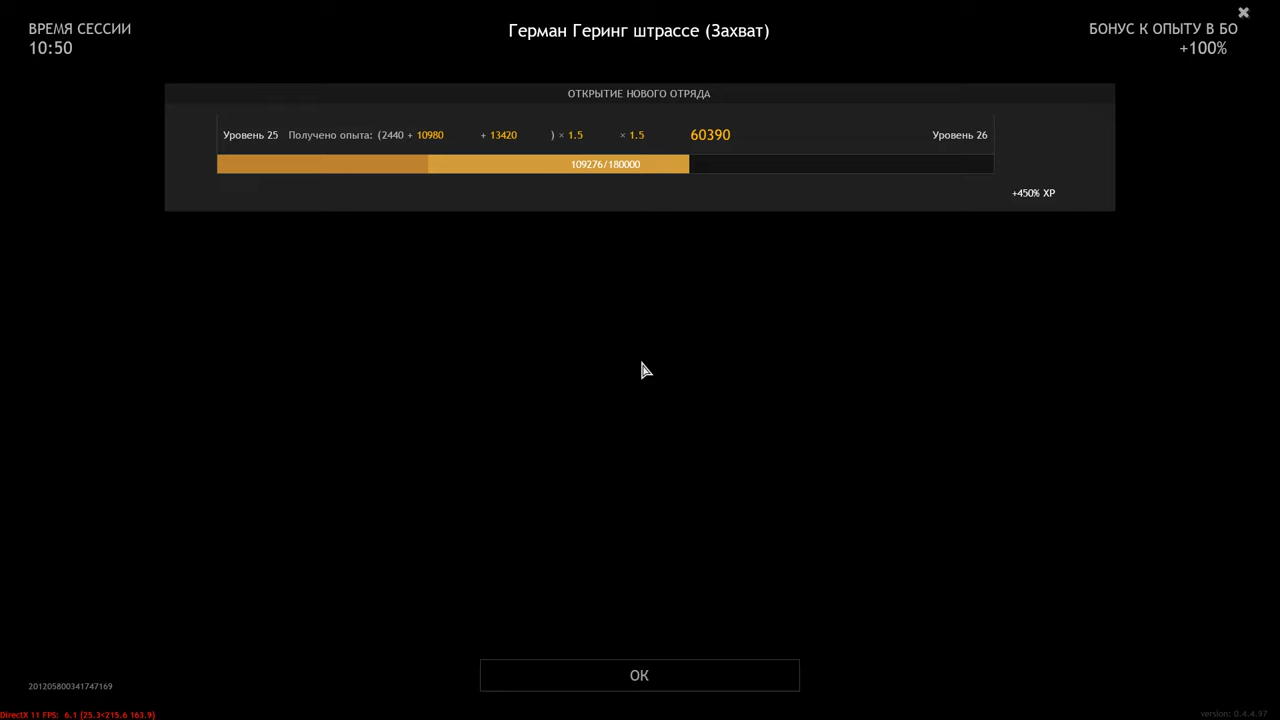 ВРЕМЯ СЕССИИ
10:50
Герман Геринг штрассе (Захват)
БОНУС К ОПЫТУ В БО
+100%
ОТКРЫТИЕ НОВОГО ОТРЯДА
Уровень 25 Получено опыта: (2440 + 10980 + 13420 ) × 1.5 × 1.5 60390 Уровень 26
109276/180000
+450% XP
OK
201205800341747169
DirectX 11 FPS: 6.1 (25.3<215.6 163.9)
version: 0.4.4.97